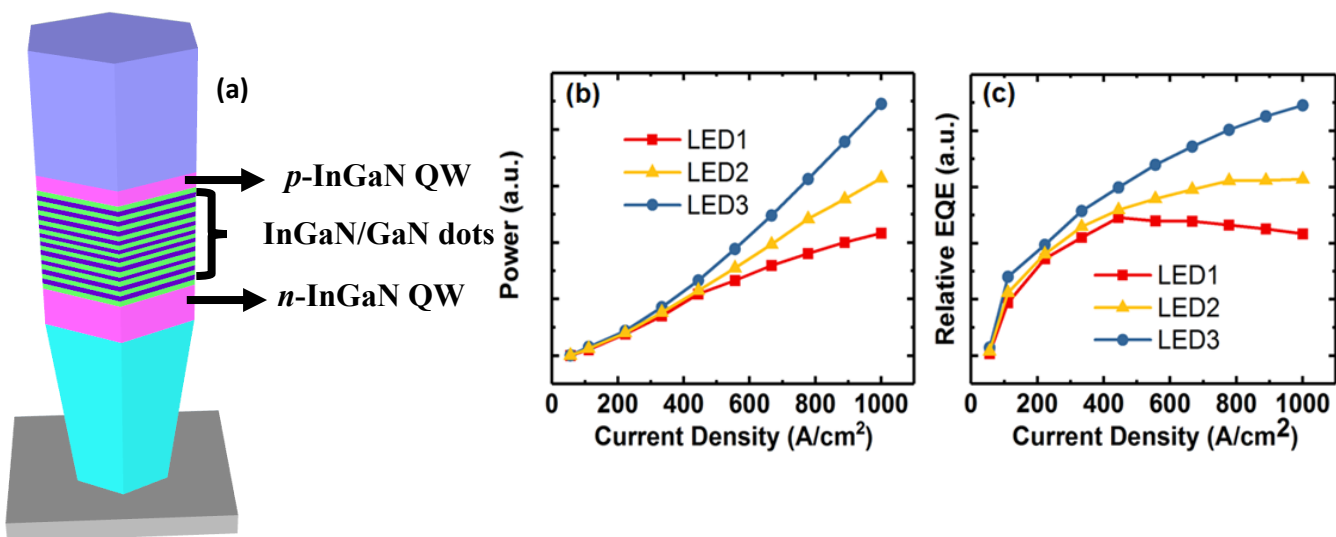 (a)
p-InGaN QW
InGaN/GaN dots
n-InGaN QW
(b)
LED1
LED2
LED3
Power (a.u.)
0 200 400 600 800 1000
Current Density (A/cm²)
(c)
LED1
LED2
LED3
Relative EQE (a.u.)
0 200 400 600 800 1000
Current Density (A/cm²)